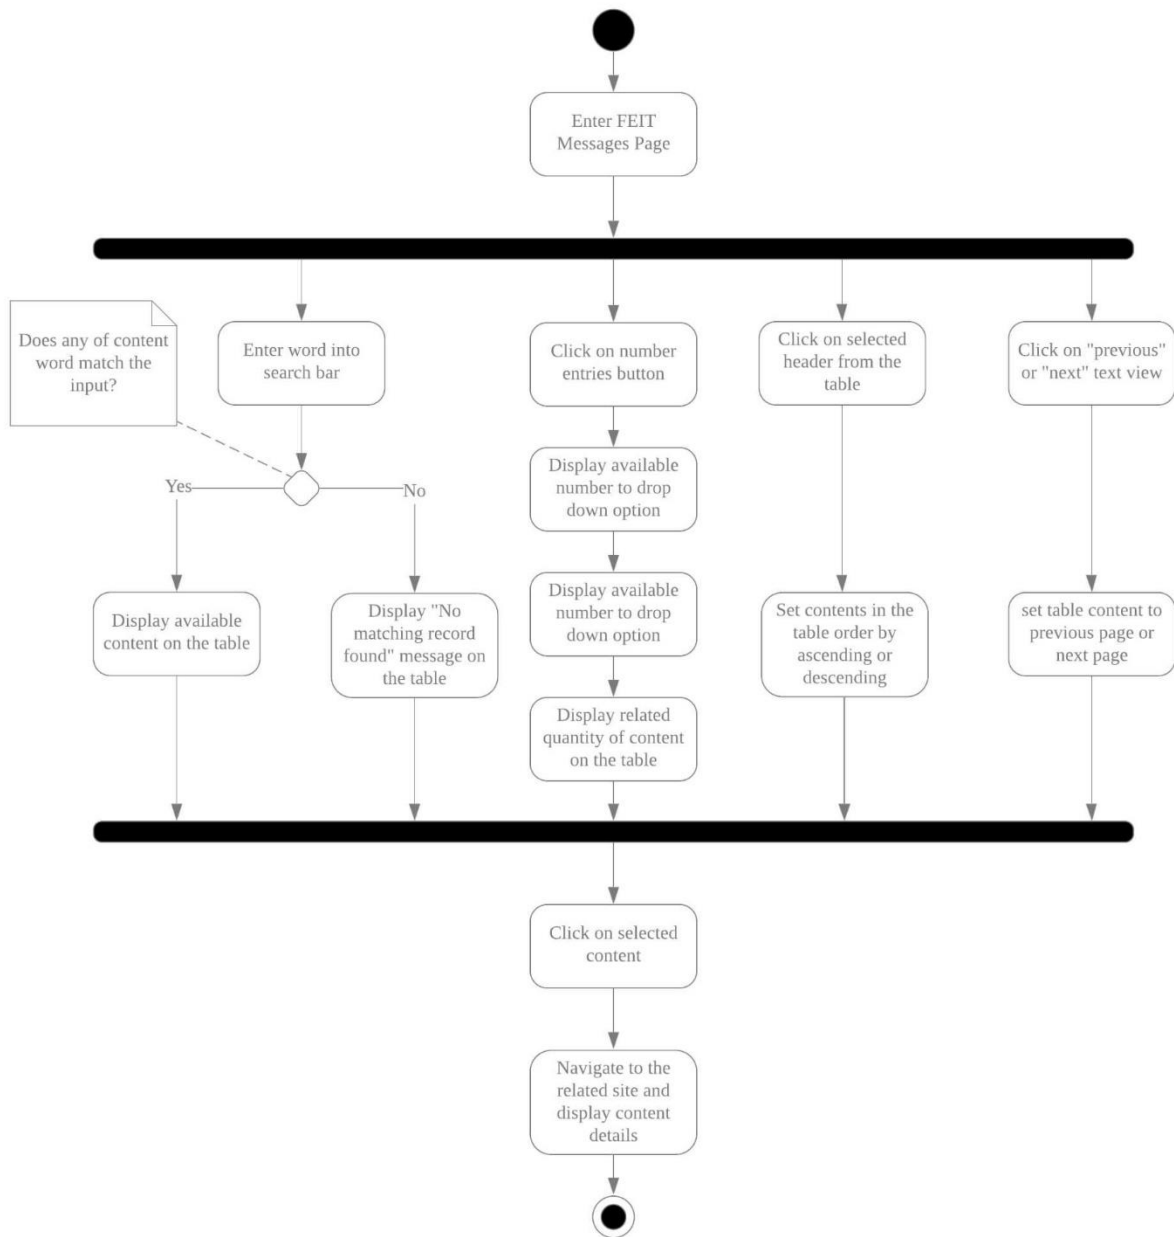 Enter FEIT
Messages Page
Does any of content
word match the
input?
Enter word into
search bar
Click on number
entries button
Click on selected
header from the
table
Click on "previous"
or "next" text view
Yes
No
Display available
number to drop
down option
Display available
content on the table
Display "No
matching record
found" message on
the table
Display available
number to drop
down option
Set contents in the
table order by
ascending or
descending
set table content to
previous page or
next page
Display related
quantity of content
on the table
Click on selected
content
Navigate to the
related site and
display content
details